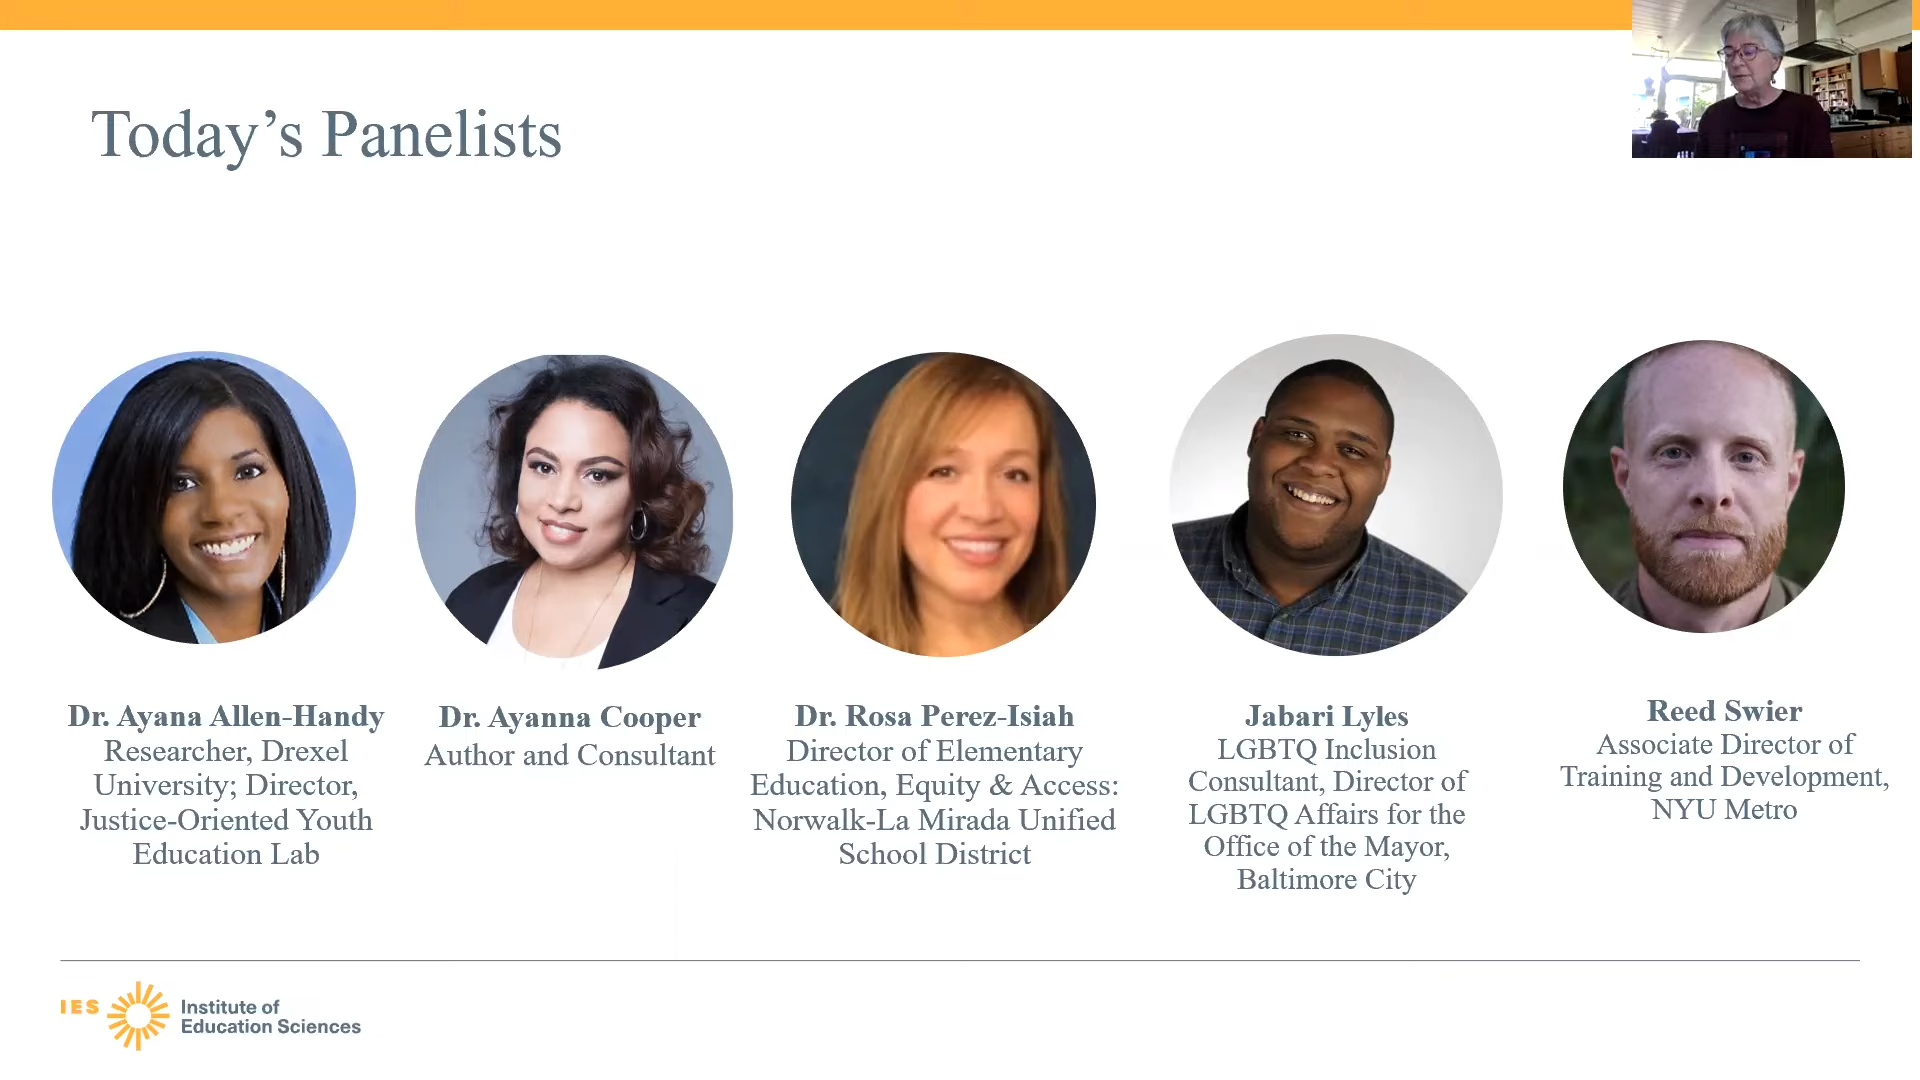 Today’s Panelists
Dr. Ayana Allen-Handy
Researcher, Drexel
University; Director,
Justice-Oriented Youth
Education Lab
Dr. Ayanna Cooper
Author and Consultant
Dr. Rosa Perez-Isiah
Director of Elementary
Education, Equity & Access:
Norwalk-La Mirada Unified
School District
Jabari Lyles
LGBTQ Inclusion
Consultant, Director of
LGBTQ Affairs for the
Office of the Mayor,
Baltimore City
Reed Swier
Associate Director of
Training and Development,
NYU Metro
IES
Institute of
Education Sciences